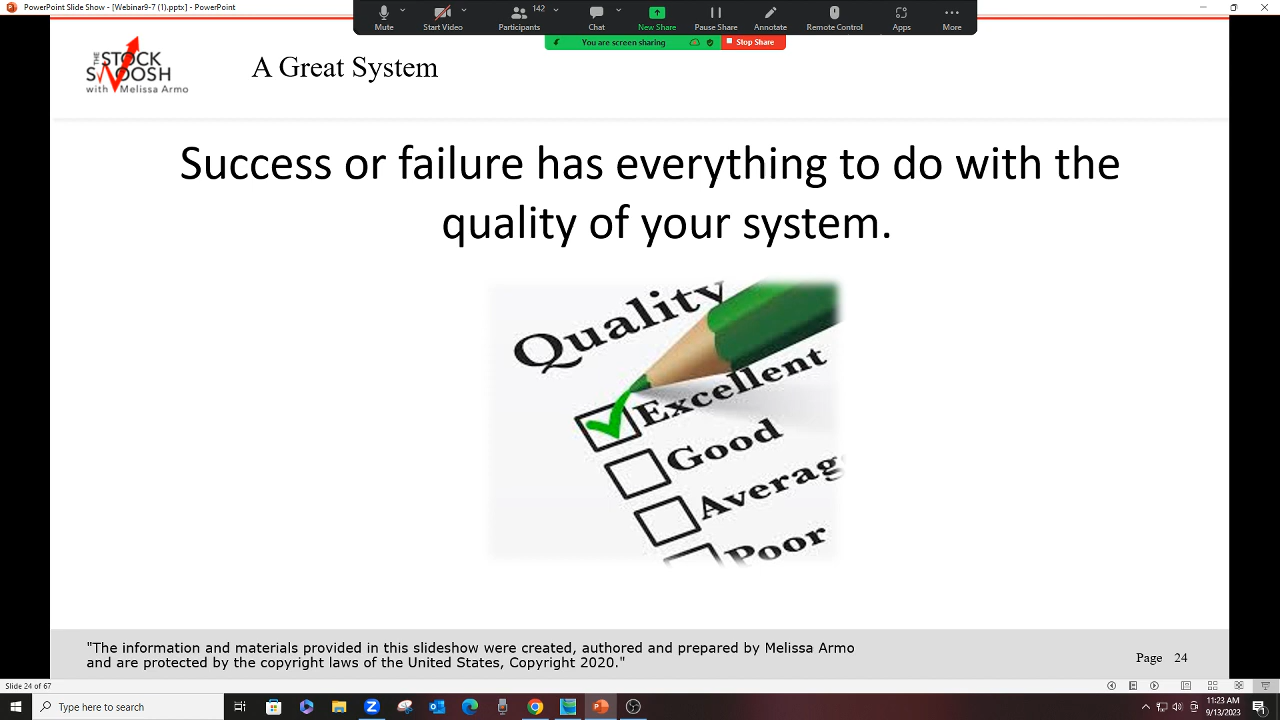 PowerPoint Slide Show - [Webinar9-7 (1).pptx] - PowerPoint
142
Mute
Start Video
Participants
Chat
New Share
Pause Share
Annotate
Remote Control
Apps
More
You are screen sharing
Stop Share
THE STOCK
SWOOSH
with Melissa Armo
A Great System
Success or failure has everything to do with the
quality of your system.
Quality
Excellent
Good
Average
Poor
"The information and materials provided in this slideshow were created, authored and prepared by Melissa Armo
and are protected by the copyright laws of the United States, Copyright 2020."
Page 24
Slide 24 of 67
Type here to search
11:23 AM
9/13/2023